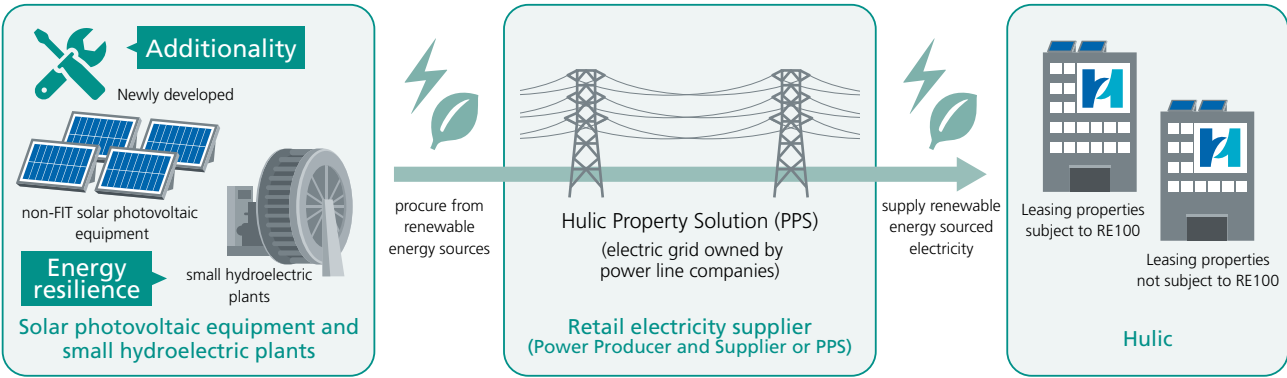 Additionality
Newly developed
non-FIT solar photovoltaic
equipment
Energy
resilience
small hydroelectric
plants
Solar photovoltaic equipment and
small hydroelectric plants
procure from
renewable
energy sources
Hulic Property Solution (PPS)
(electric grid owned by
power line companies)
Retail electricity supplier
(Power Producer and Supplier or PPS)
supply renewable
energy sourced
electricity
Leasing properties
subject to RE100
Leasing properties
not subject to RE100
Hulic